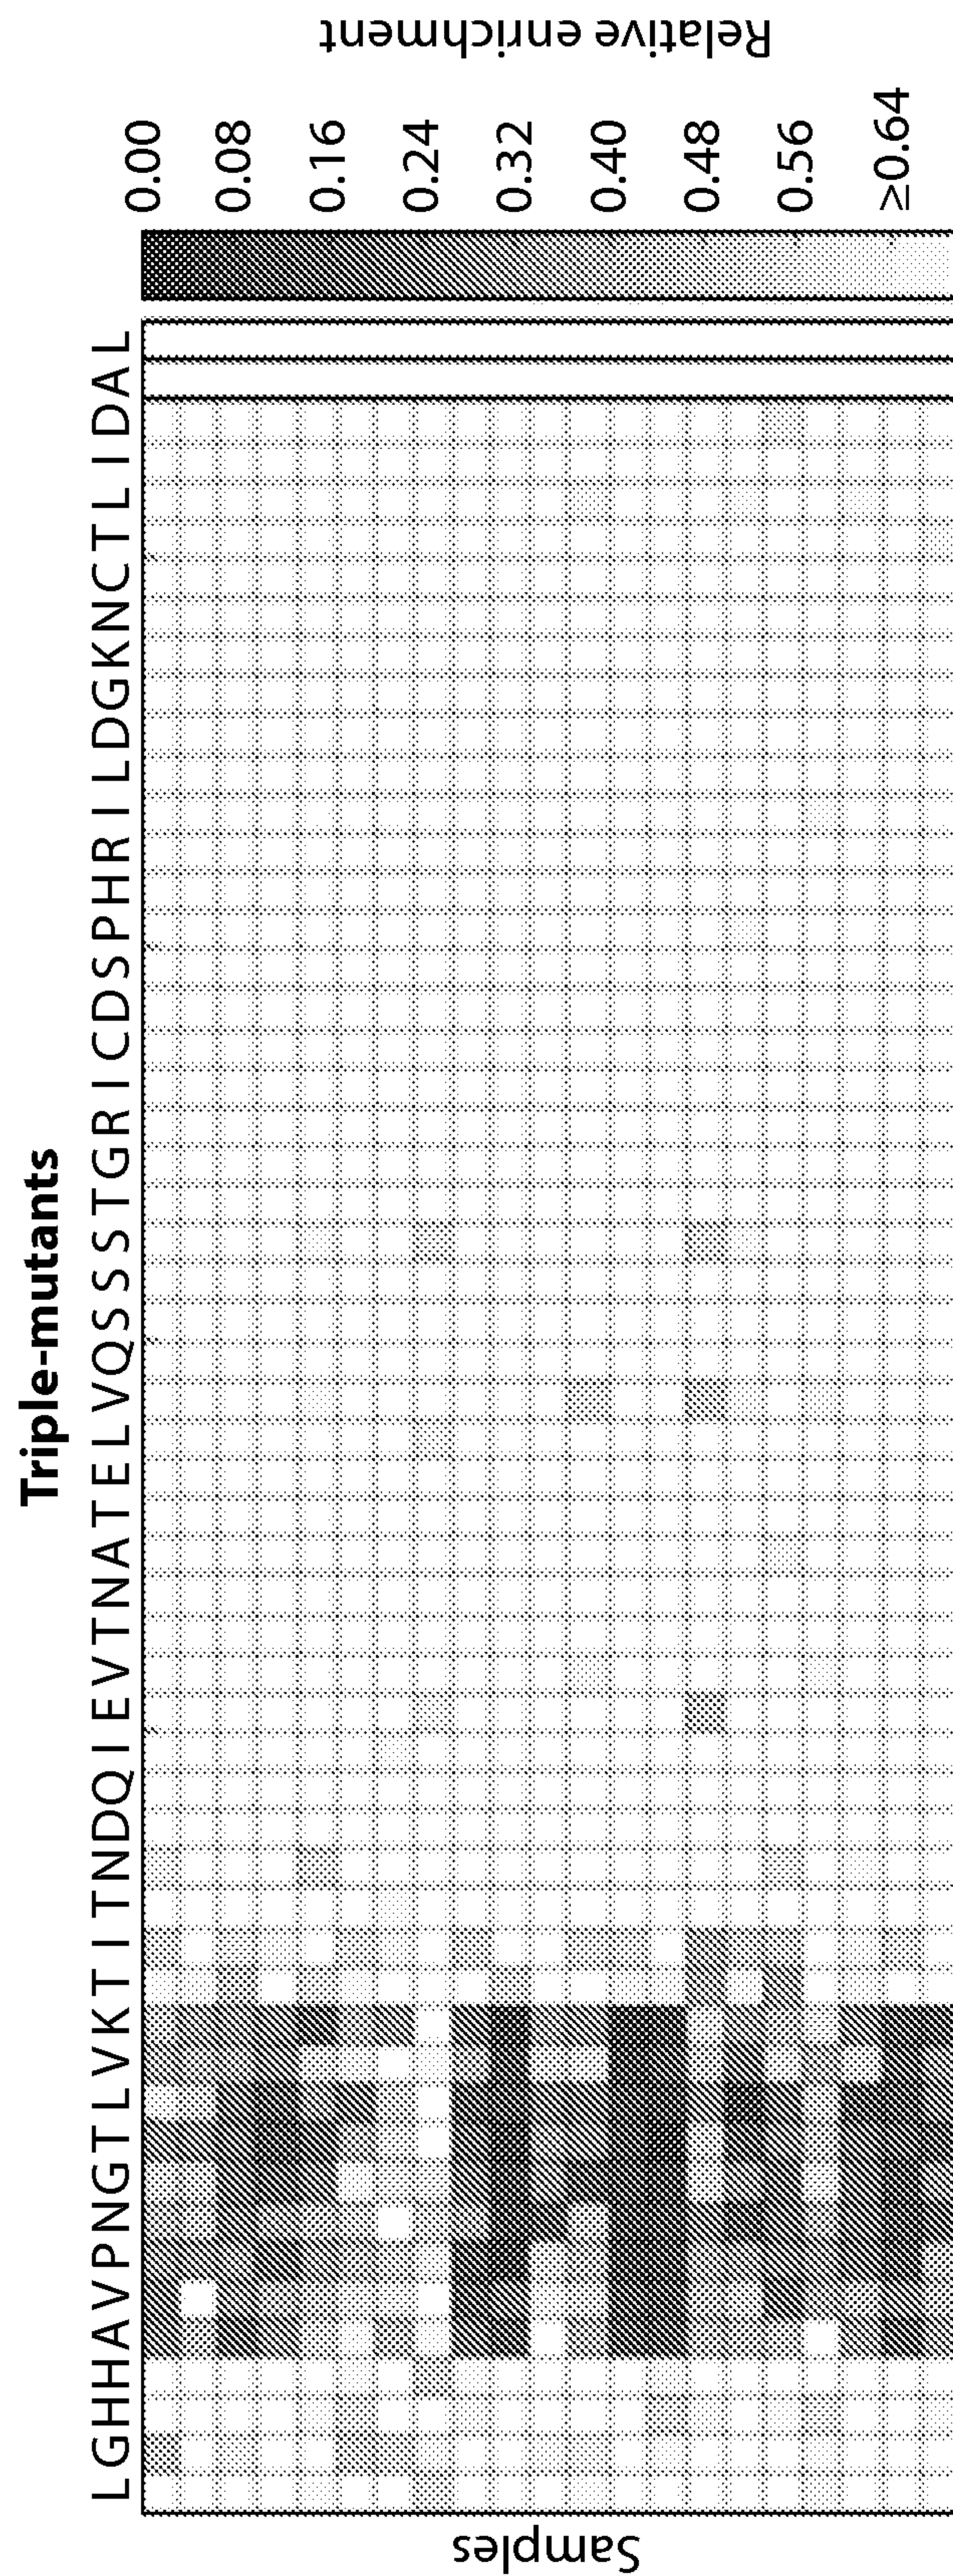 Triple-mutants
LGHHAVPNGTLVKTITNDQIEVTNATELVQSSSTGRICDSPHRILDGKNCTLIDAL
Samples
0.00
0.08
0.16
0.24
0.32
0.40
0.48
0.56
≥0.64
Relative enrichment